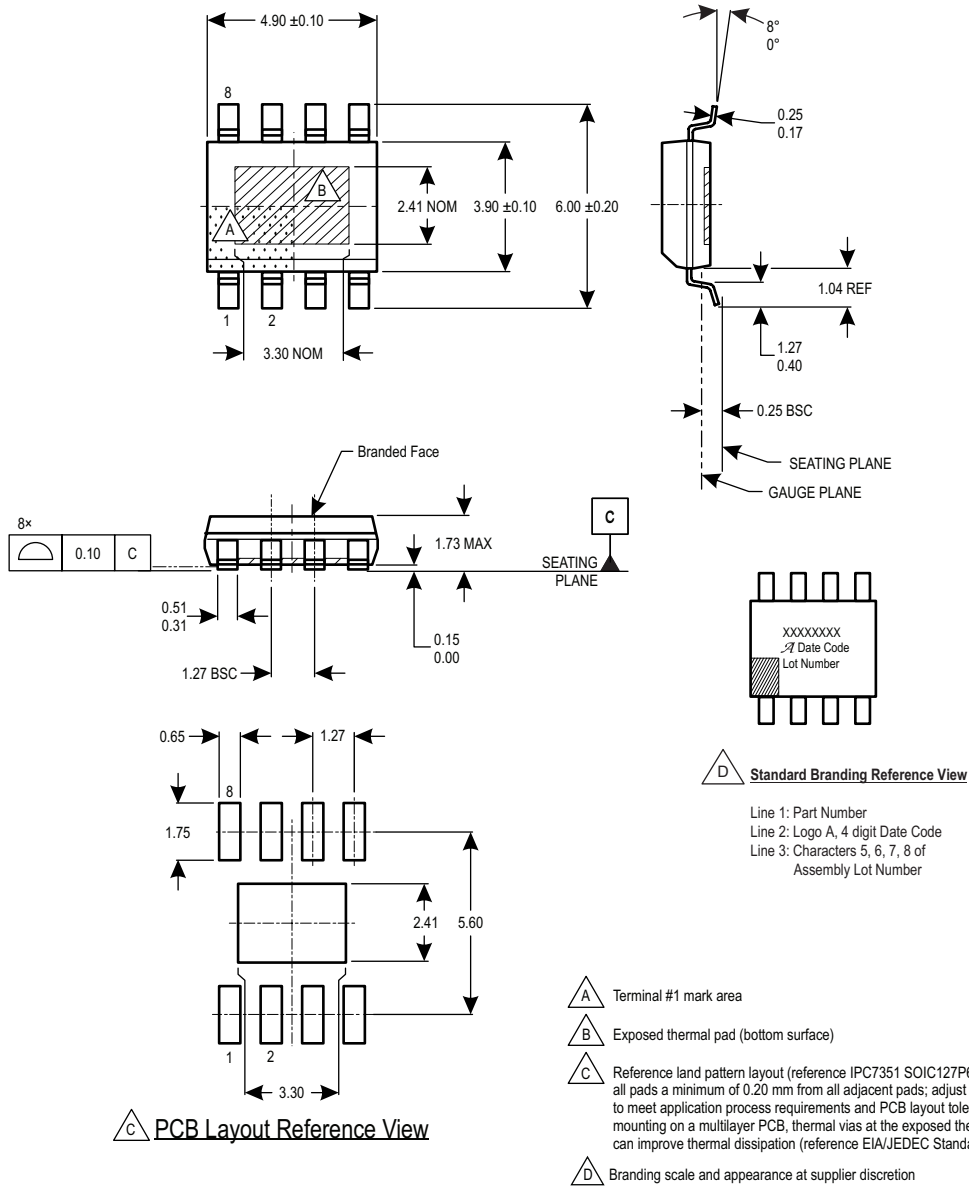 4.90 ±0.10
8°
0°
8
0.25
0.17
B
A
2.41 NOM
3.90 ±0.10
6.00 ±0.20
1
2
3.30 NOM
1.04 REF
1.27
0.40
0.25 BSC
SEATING PLANE
GAUGE PLANE
Branded Face
8×
0.10
C
1.73 MAX
C
SEATING
PLANE
0.51
0.31
0.15
0.00
1.27 BSC
XXXXXXXX
A Date Code
Lot Number
0.65
1.27
8
1.75
2.41
5.60
1
2
3.30
C PCB Layout Reference View
D Standard Branding Reference View
Line 1: Part Number
Line 2: Logo A, 4 digit Date Code
Line 3: Characters 5, 6, 7, 8 of
Assembly Lot Number
A Terminal #1 mark area
B Exposed thermal pad (bottom surface)
C Reference land pattern layout (reference IPC7351 SOIC127P6
all pads a minimum of 0.20 mm from all adjacent pads; adjust
to meet application process requirements and PCB layout tole
mounting on a multilayer PCB, thermal vias at the exposed the
can improve thermal dissipation (reference EIA/JEDEC Standa
D Branding scale and appearance at supplier discretion